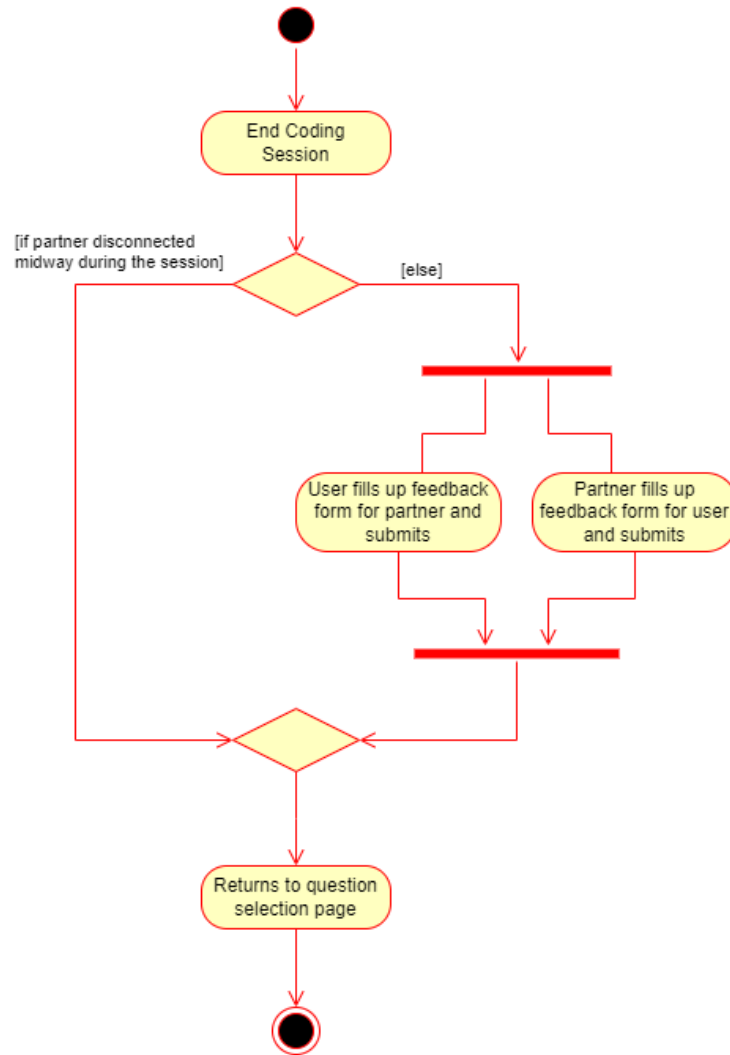 End Coding
Session
[if partner disconnected
midway during the session]
[else]
User fills up feedback
form for partner and
submits
Partner fills up
feedback form for user
and submits
Returns to question
selection page